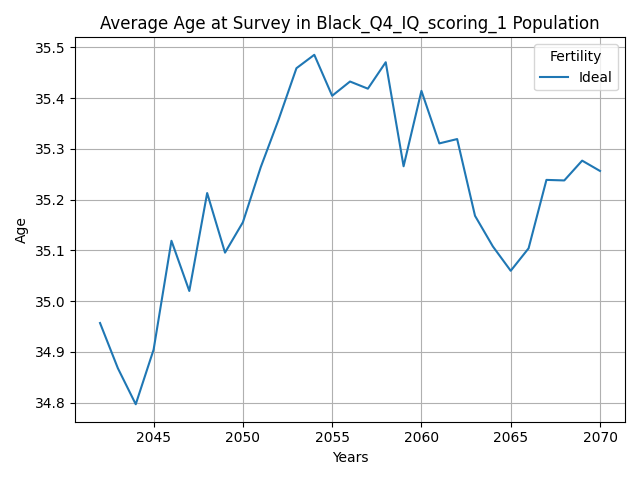 Average Age at Survey in Black_Q4_IQ_scoring_1 Population
Fertility
Ideal
Age
35.5
35.4
35.3
35.2
35.1
35.0
34.9
34.8
2045 2050 2055 2060 2065 2070
Years